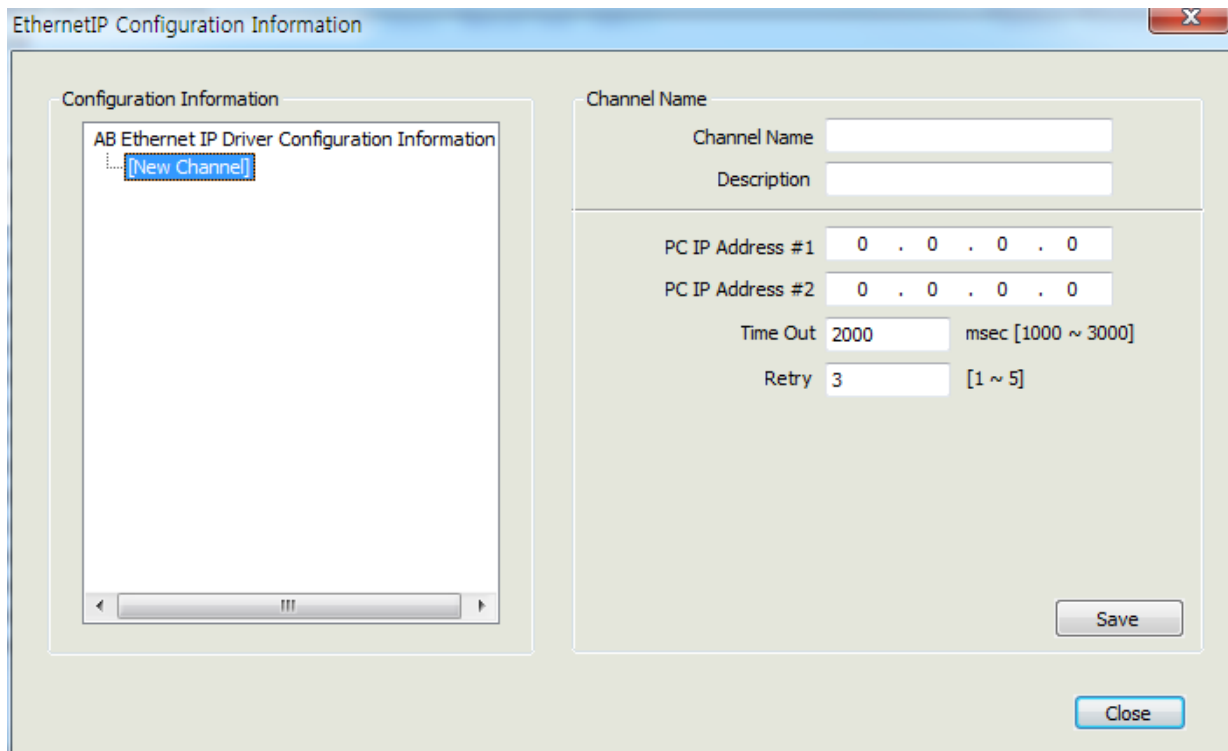 EthernetIP Configuration Information
X
Configuration Information
AB Ethernet IP Driver Configuration Information
[New Channel]
Channel Name
Channel Name
Description
PC IP Address #1 0 . 0 . 0 . 0
PC IP Address #2 0 . 0 . 0 . 0
Time Out 2000 msec [1000 ~ 3000]
Retry 3 [1 ~ 5]
Save
Close